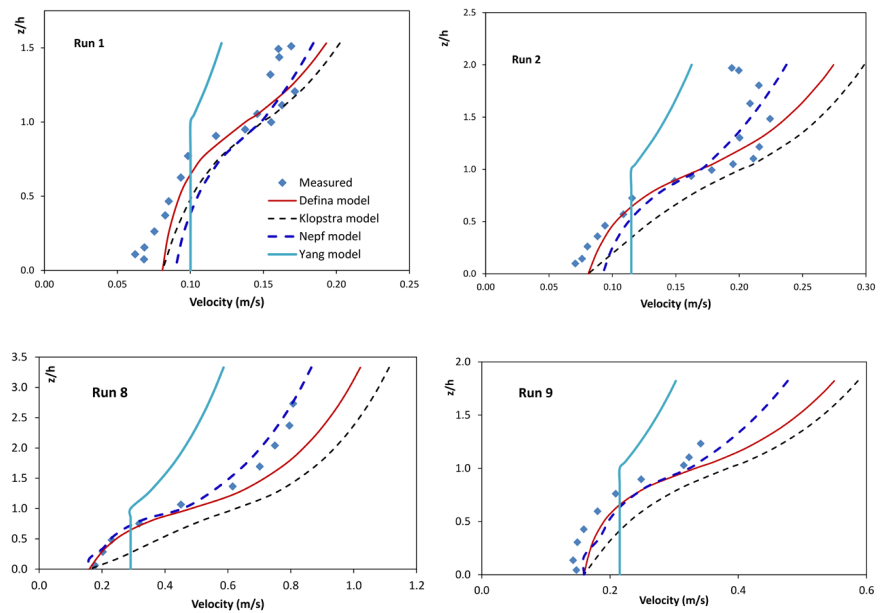 z/h
Run 1
1.5
1.0
0.5
0.0
Measured
Defina model
Klopstra model
Nepf model
Yang model
0.00 0.05 0.10 0.15 0.20 0.25
Velocity (m/s)
z/h
2.5
Run 2
2.0
1.5
1.0
0.5
0.0
0.00 0.05 0.10 0.15 0.20 0.25 0.30
Velocity (m/s)
3.5
z/h
Run 8
3.0
2.5
2.0
1.5
1.0
0.5
0.0
0.0 0.2 0.4 0.6 0.8 1.0 1.2
Velocity (m/s)
2.0
z/h
Run 9
1.5
1.0
0.5
0.0
0.0 0.2 0.4 0.6
Velocity (m/s)